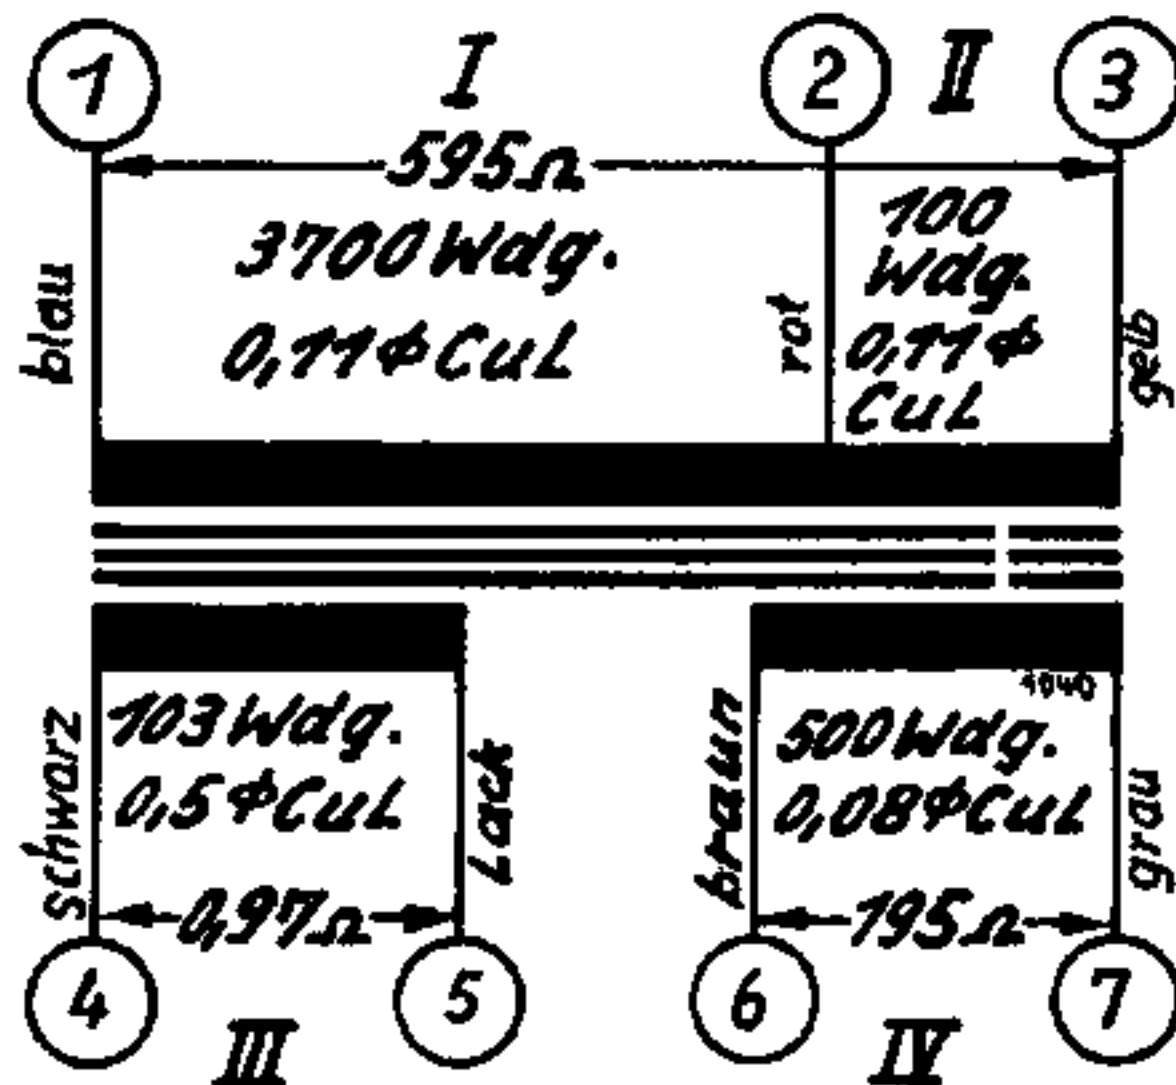 1 I 2 II 3
595Ω
3700 Wdg.
0,11 ϕ CuL
100
Wdg.
0,11 ϕ
CuL
blau
rot
gelb
103 Wdg.
0,5 ϕ CuL
0,97Ω
schwarz
Lack
1040
500 Wdg.
0,08 ϕ CuL
195Ω
braun
grau
4 III 5 6 IV 7